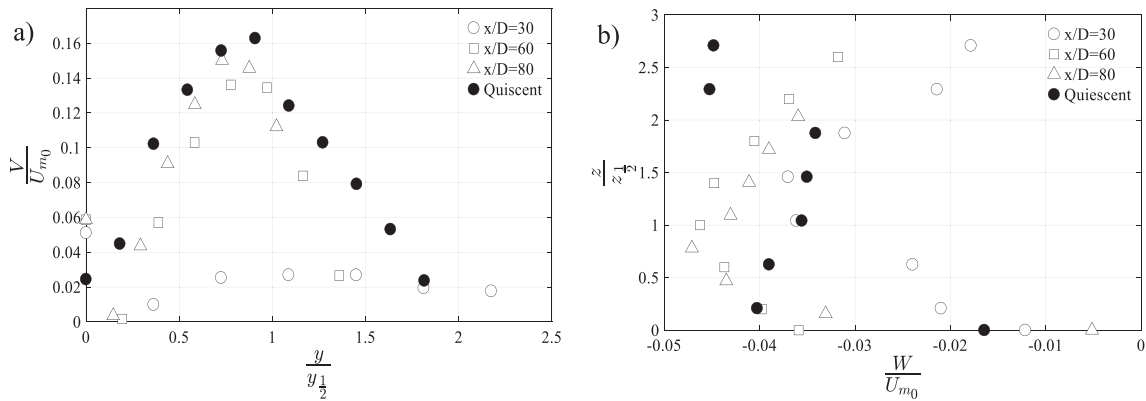 a)
0.16
0.14
0.12
0.1
0.08
0.06
0.04
0.02
0
V
U_{m_0}
0 0.5 1 1.5 2 2.5
y
y_{\frac{1}{2}}
x/D=30
x/D=60
x/D=80
Quiscent
b)
3
2.5
2
1.5
1
0.5
0
z
z_{\frac{1}{2}}
-0.05 -0.04 -0.03 -0.02 -0.01 0
W
U_{m_0}
x/D=30
x/D=60
x/D=80
Quiescent